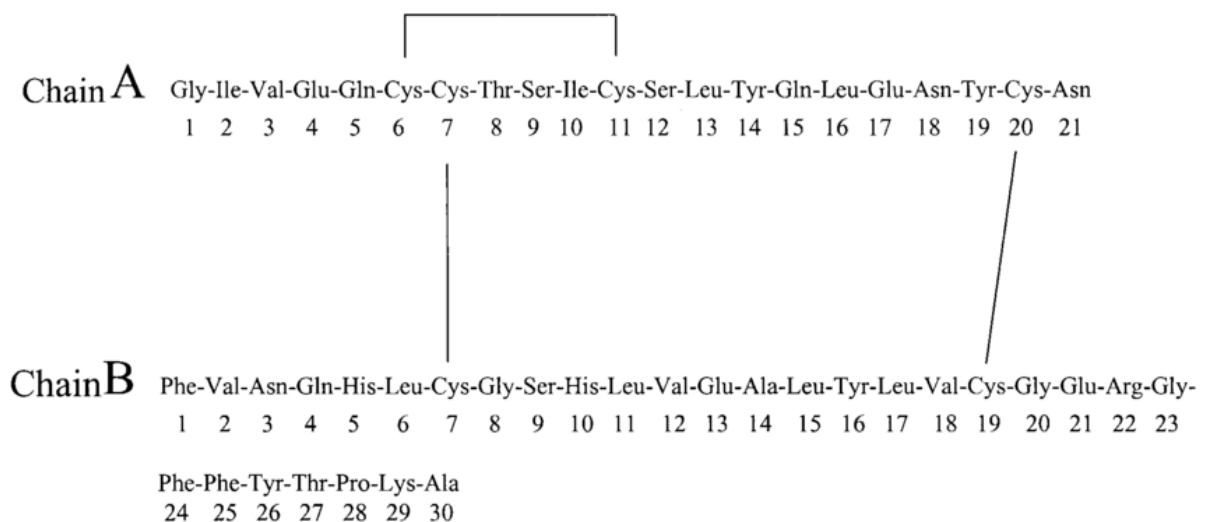 Chain A Gly-Ile-Val-Glu-Gln-Cys-Cys-Thr-Ser-Ile-Cys-Ser-Leu-Tyr-Gln-Leu-Glu-Asn-Tyr-Cys-Asn
1 2 3 4 5 6 7 8 9 10 11 12 13 14 15 16 17 18 19 20 21
Chain B Phe-Val-Asn-Gln-His-Leu-Cys-Gly-Ser-His-Leu-Val-Glu-Ala-Leu-Tyr-Leu-Val-Cys-Gly-Glu-Arg-Gly-
1 2 3 4 5 6 7 8 9 10 11 12 13 14 15 16 17 18 19 20 21 22 23
Phe-Phe-Tyr-Thr-Pro-Lys-Ala
24 25 26 27 28 29 30